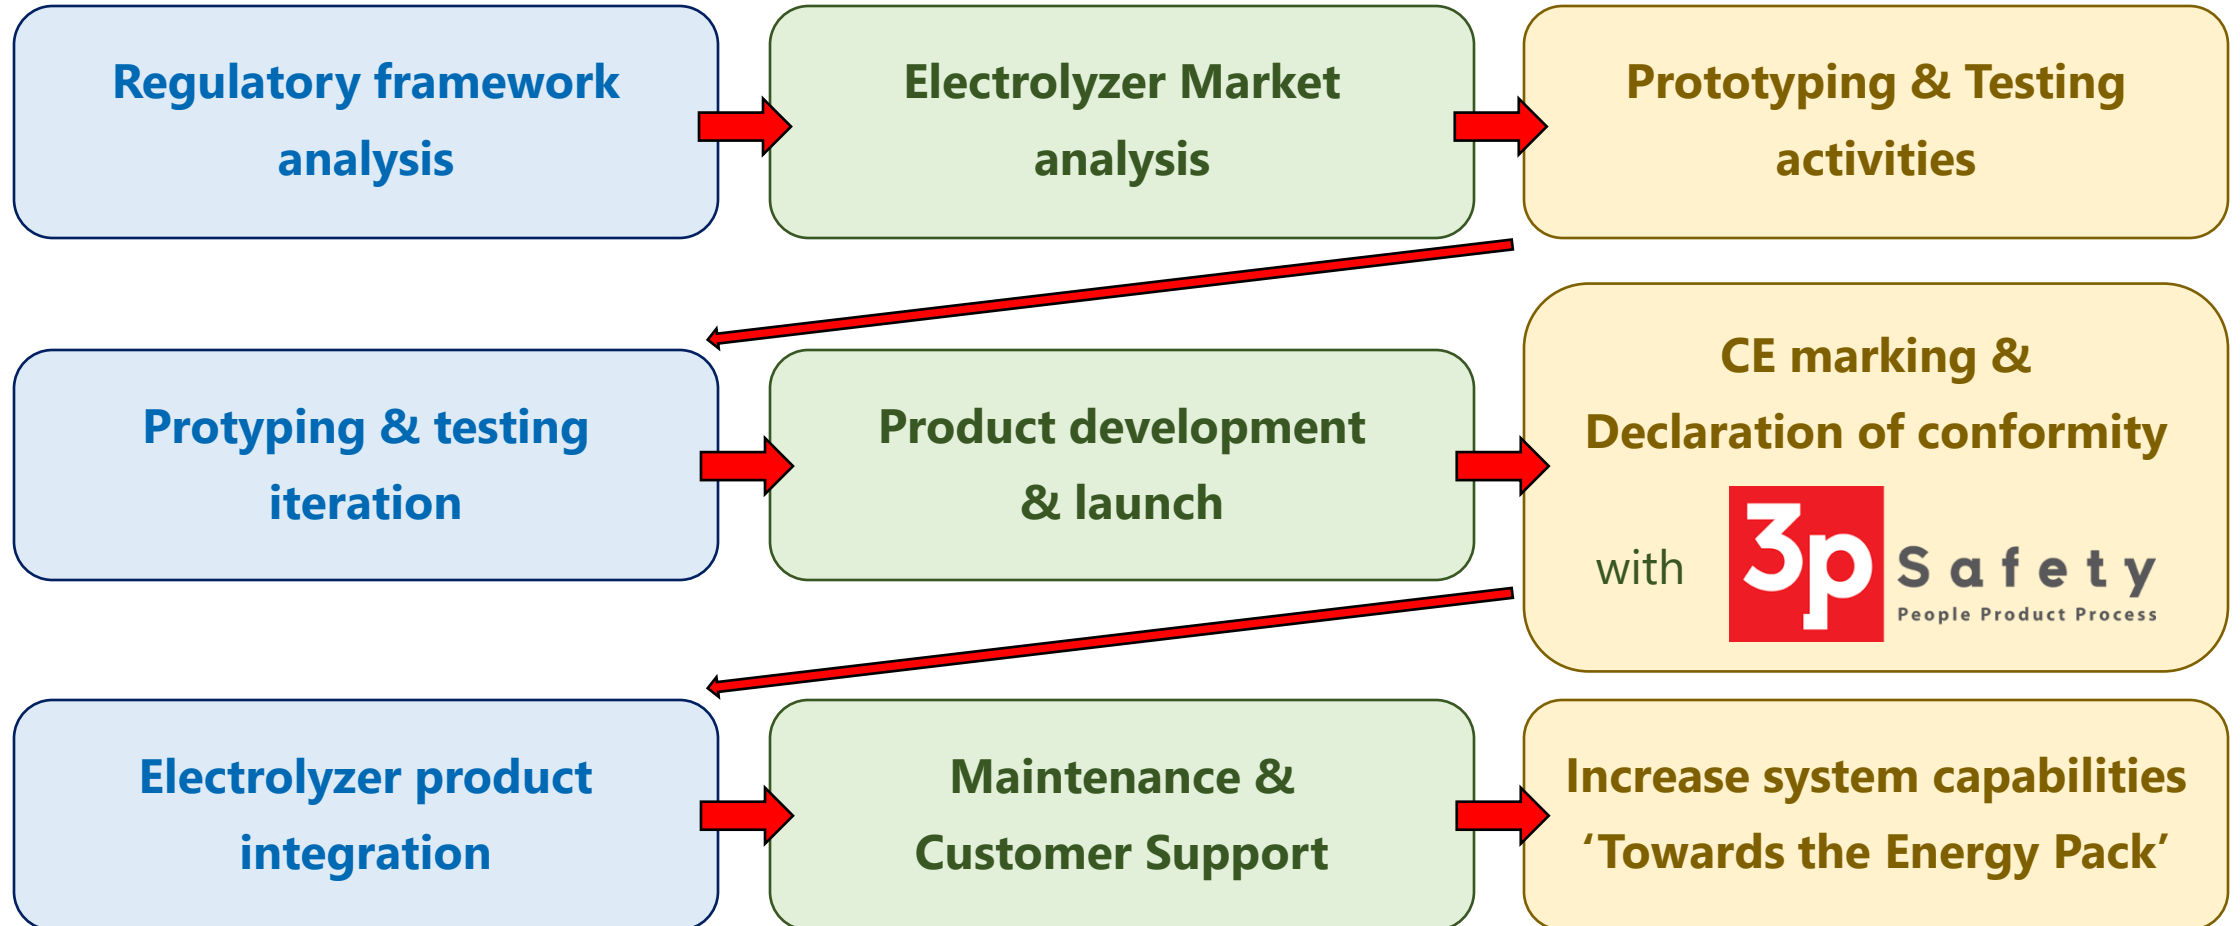 Regulatory framework
analysis
Electrolyzer Market
analysis
Prototyping & Testing
activities
Protyping & testing
iteration
Product development
& launch
CE marking &
Declaration of conformity
with
3p
Safety
People Product Process
Electrolyzer product
integration
Maintenance &
Customer Support
Increase system capabilities
‘Towards the Energy Pack’